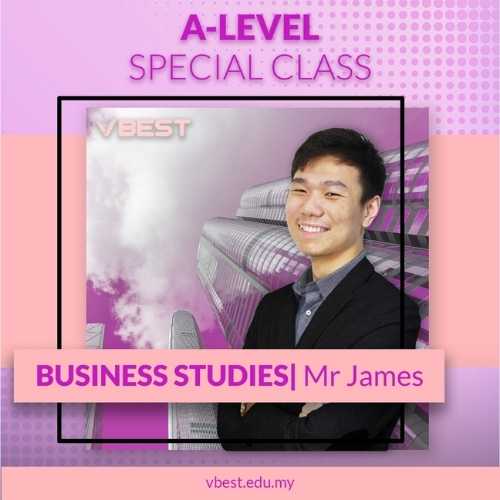 A-LEVEL
SPECIAL CLASS
VBEST
BUSINESS STUDIES| Mr James
vbest.edu.my